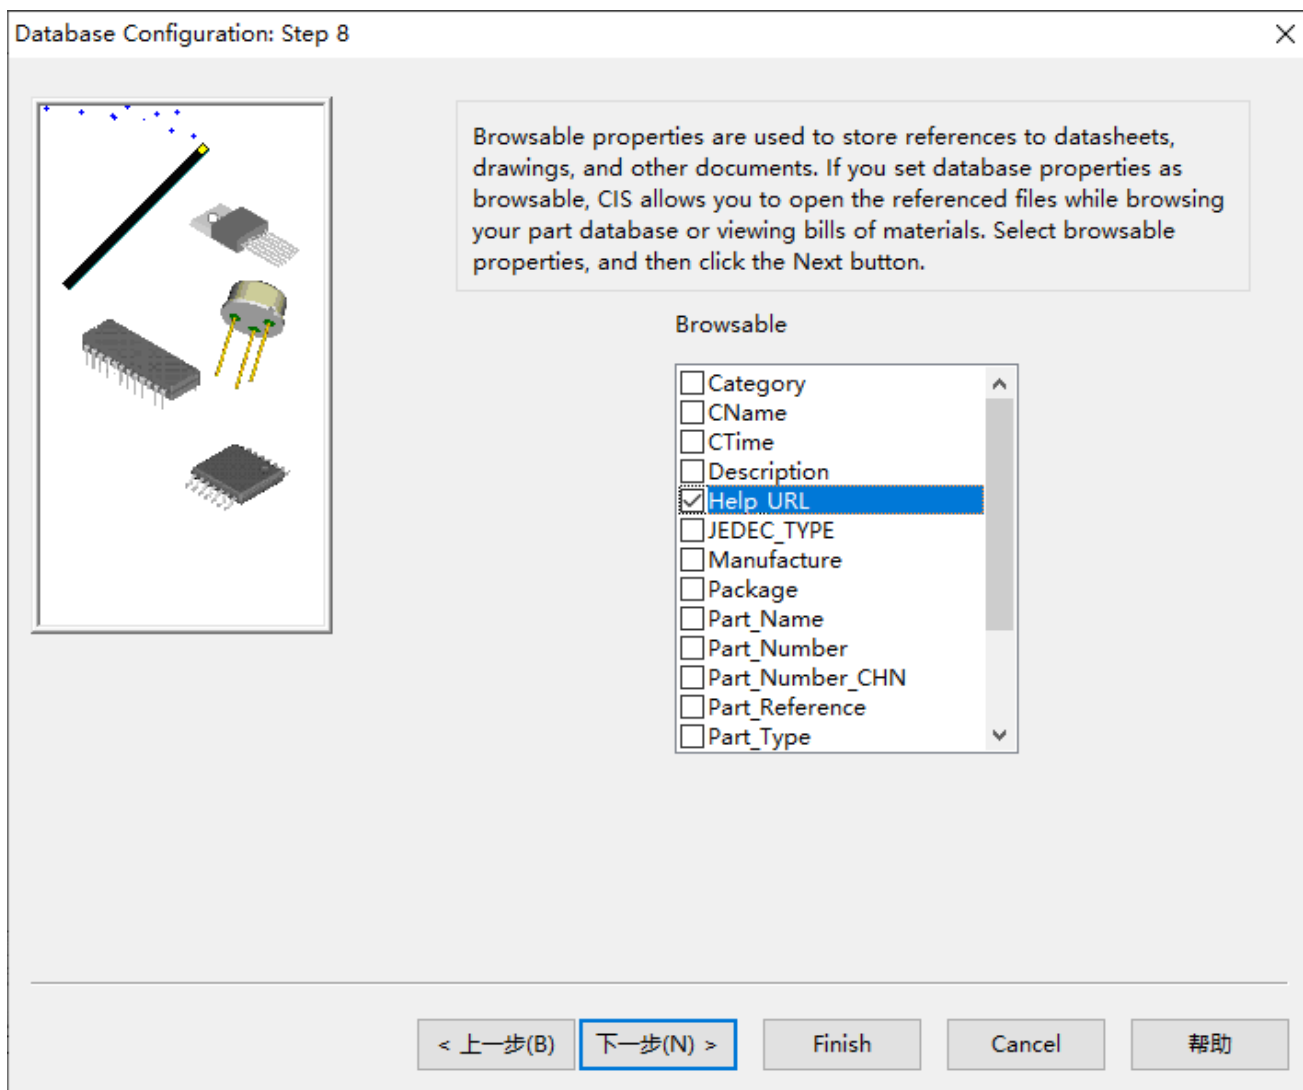 Database Configuration: Step 8
Browsable properties are used to store references to datasheets,
drawings, and other documents. If you set database properties as
browsable, CIS allows you to open the referenced files while browsing
your part database or viewing bills of materials. Select browsable
properties, and then click the Next button.
Browsable
Category
CName
CTime
Description
Help_URL
JEDEC_TYPE
Manufacture
Package
Part_Name
Part_Number
Part_Number_CHN
Part_Reference
Part_Type
< 上一步(B)
下一步(N) >
Finish
Cancel
帮助